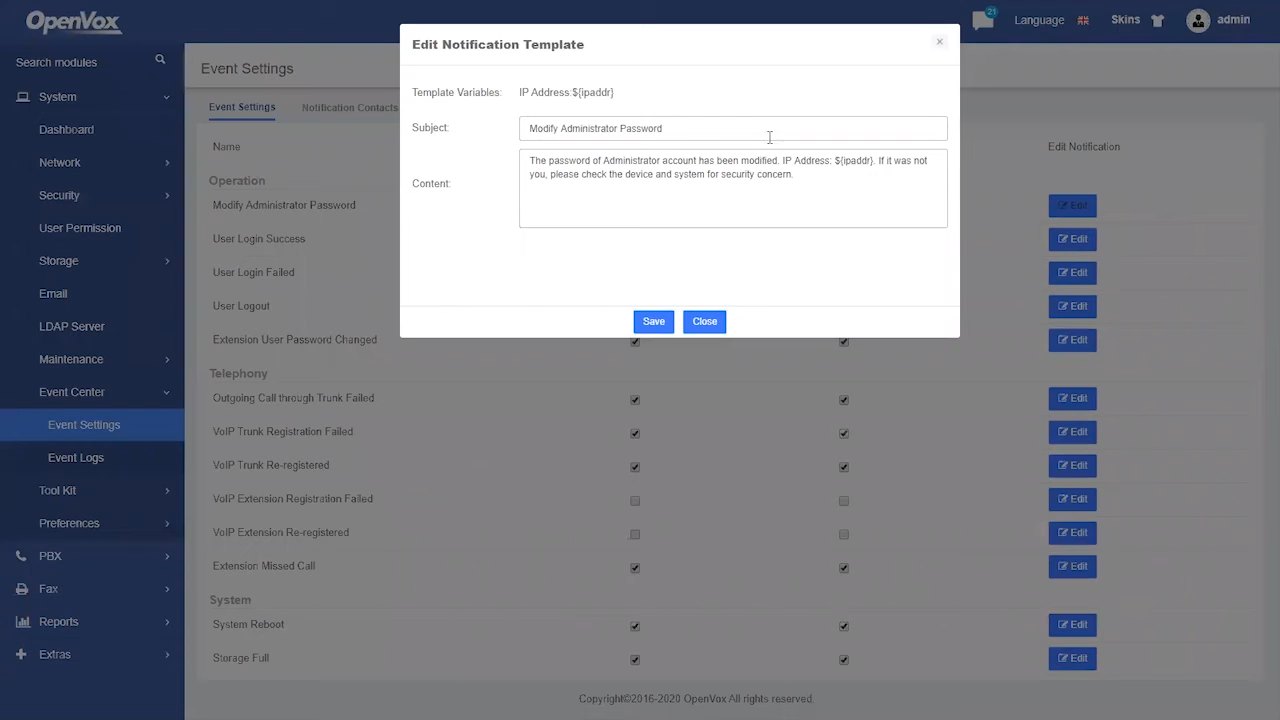 OpenVox
21
Language
Skins
admin
Search modules
System
Dashboard
Network
Security
User Permission
Storage
Email
LDAP Server
Maintenance
Event Center
Event Settings
Event Logs
Tool Kit
Preferences
PBX
Fax
Reports
Extras
Event Settings
Event Settings
Notification Contacts
Name
Edit Notification
Operation
Modify Administrator Password
Edit
User Login Success
Edit
User Login Failed
Edit
User Logout
Edit
Extension User Password Changed
Edit
Telephony
Outgoing Call through Trunk Failed
Edit
VoIP Trunk Registration Failed
Edit
VoIP Trunk Re-registered
Edit
VoIP Extension Registration Failed
Edit
VoIP Extension Re-registered
Edit
Extension Missed Call
Edit
System
System Reboot
Edit
Storage Full
Edit
Copyright©2016-2020 OpenVox All rights reserved.
Edit Notification Template
×
Template Variables: IP Address:${ipaddr}
Subject: Modify Administrator Password
Content:
The password of Administrator account has been modified. IP Address: ${ipaddr}. If it was not
you, please check the device and system for security concern.
Save Close